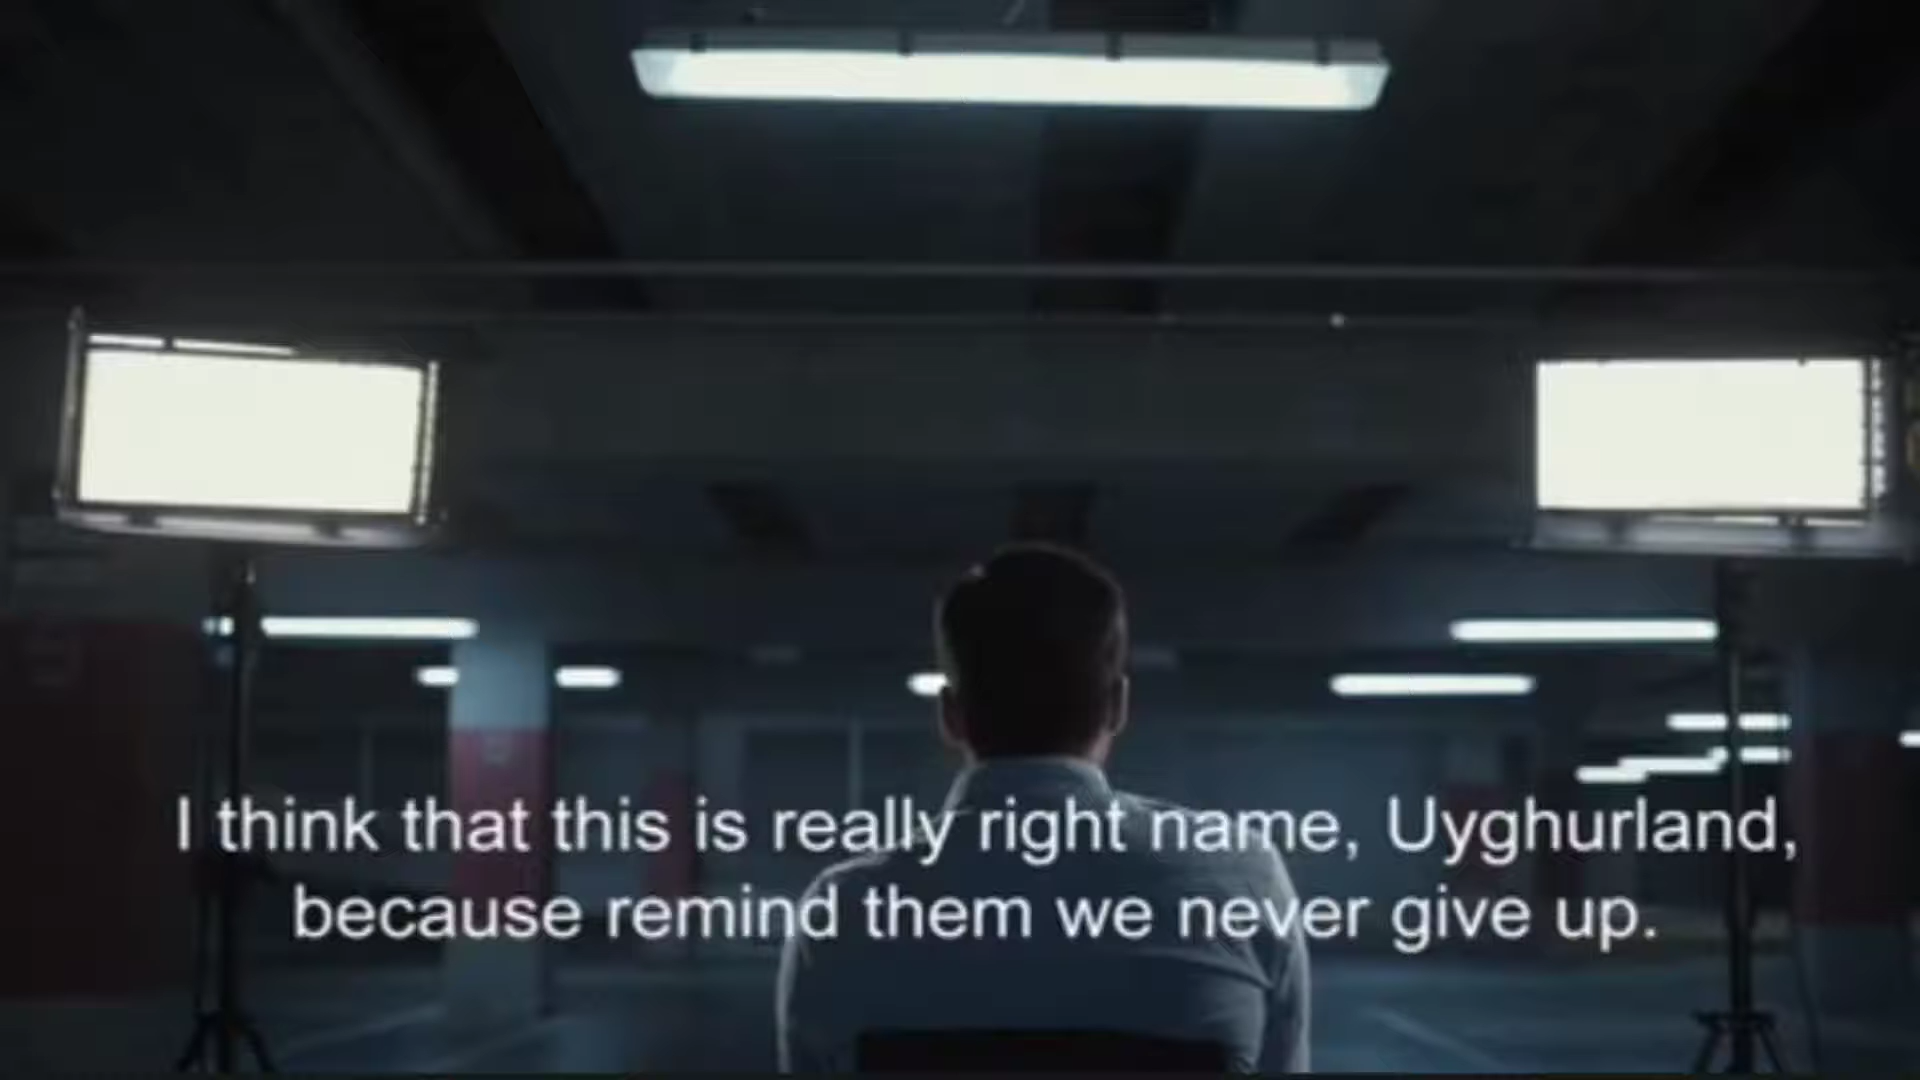 I think that this is really right name, Uyghurland,
because remind them we never give up.